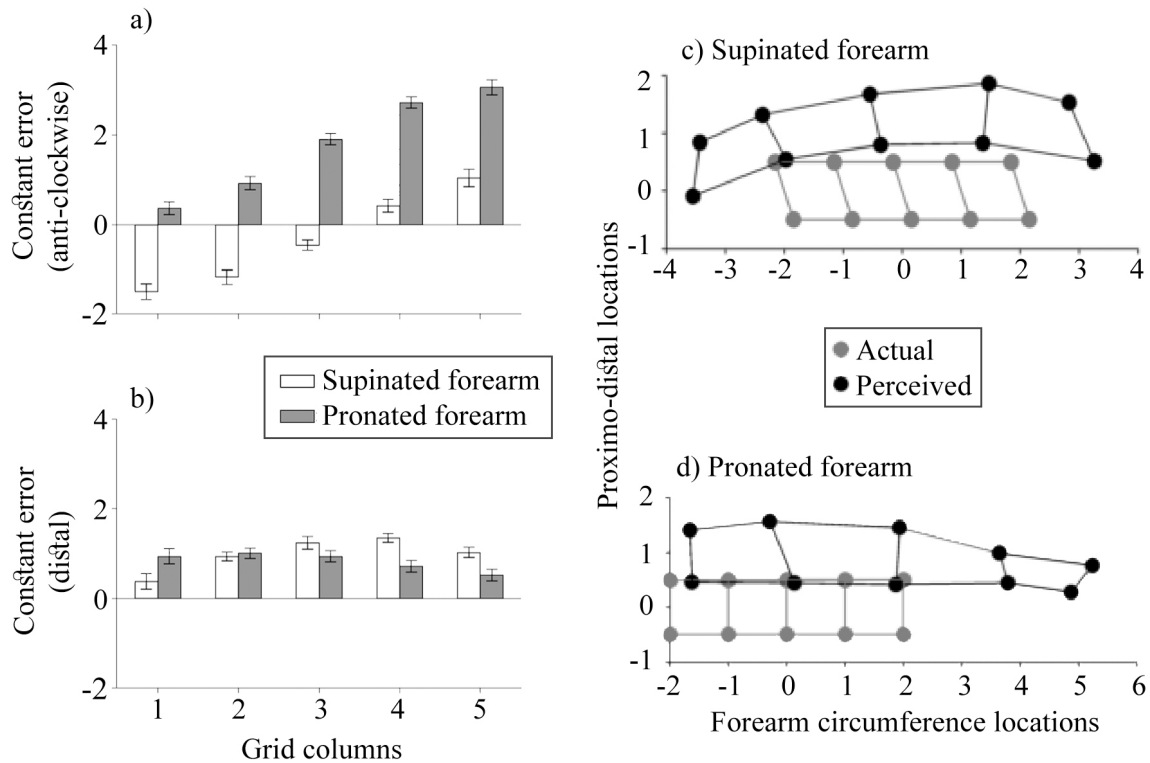 a)
4
2
0
-2
Constant error
(anti-clockwise)
Supinated forearm
Pronated forearm
b)
4
2
0
-2
Constant error
(distal)
1 2 3 4 5
Grid columns
c) Supinated forearm
2
1
0
-1
-4 -3 -2 -1 0 1 2 3 4
Proximo-distal locations
Actual
Perceived
d) Pronated forearm
2
1
0
-1
-2 -1 0 1 2 3 4 5 6
Forearm circumference locations